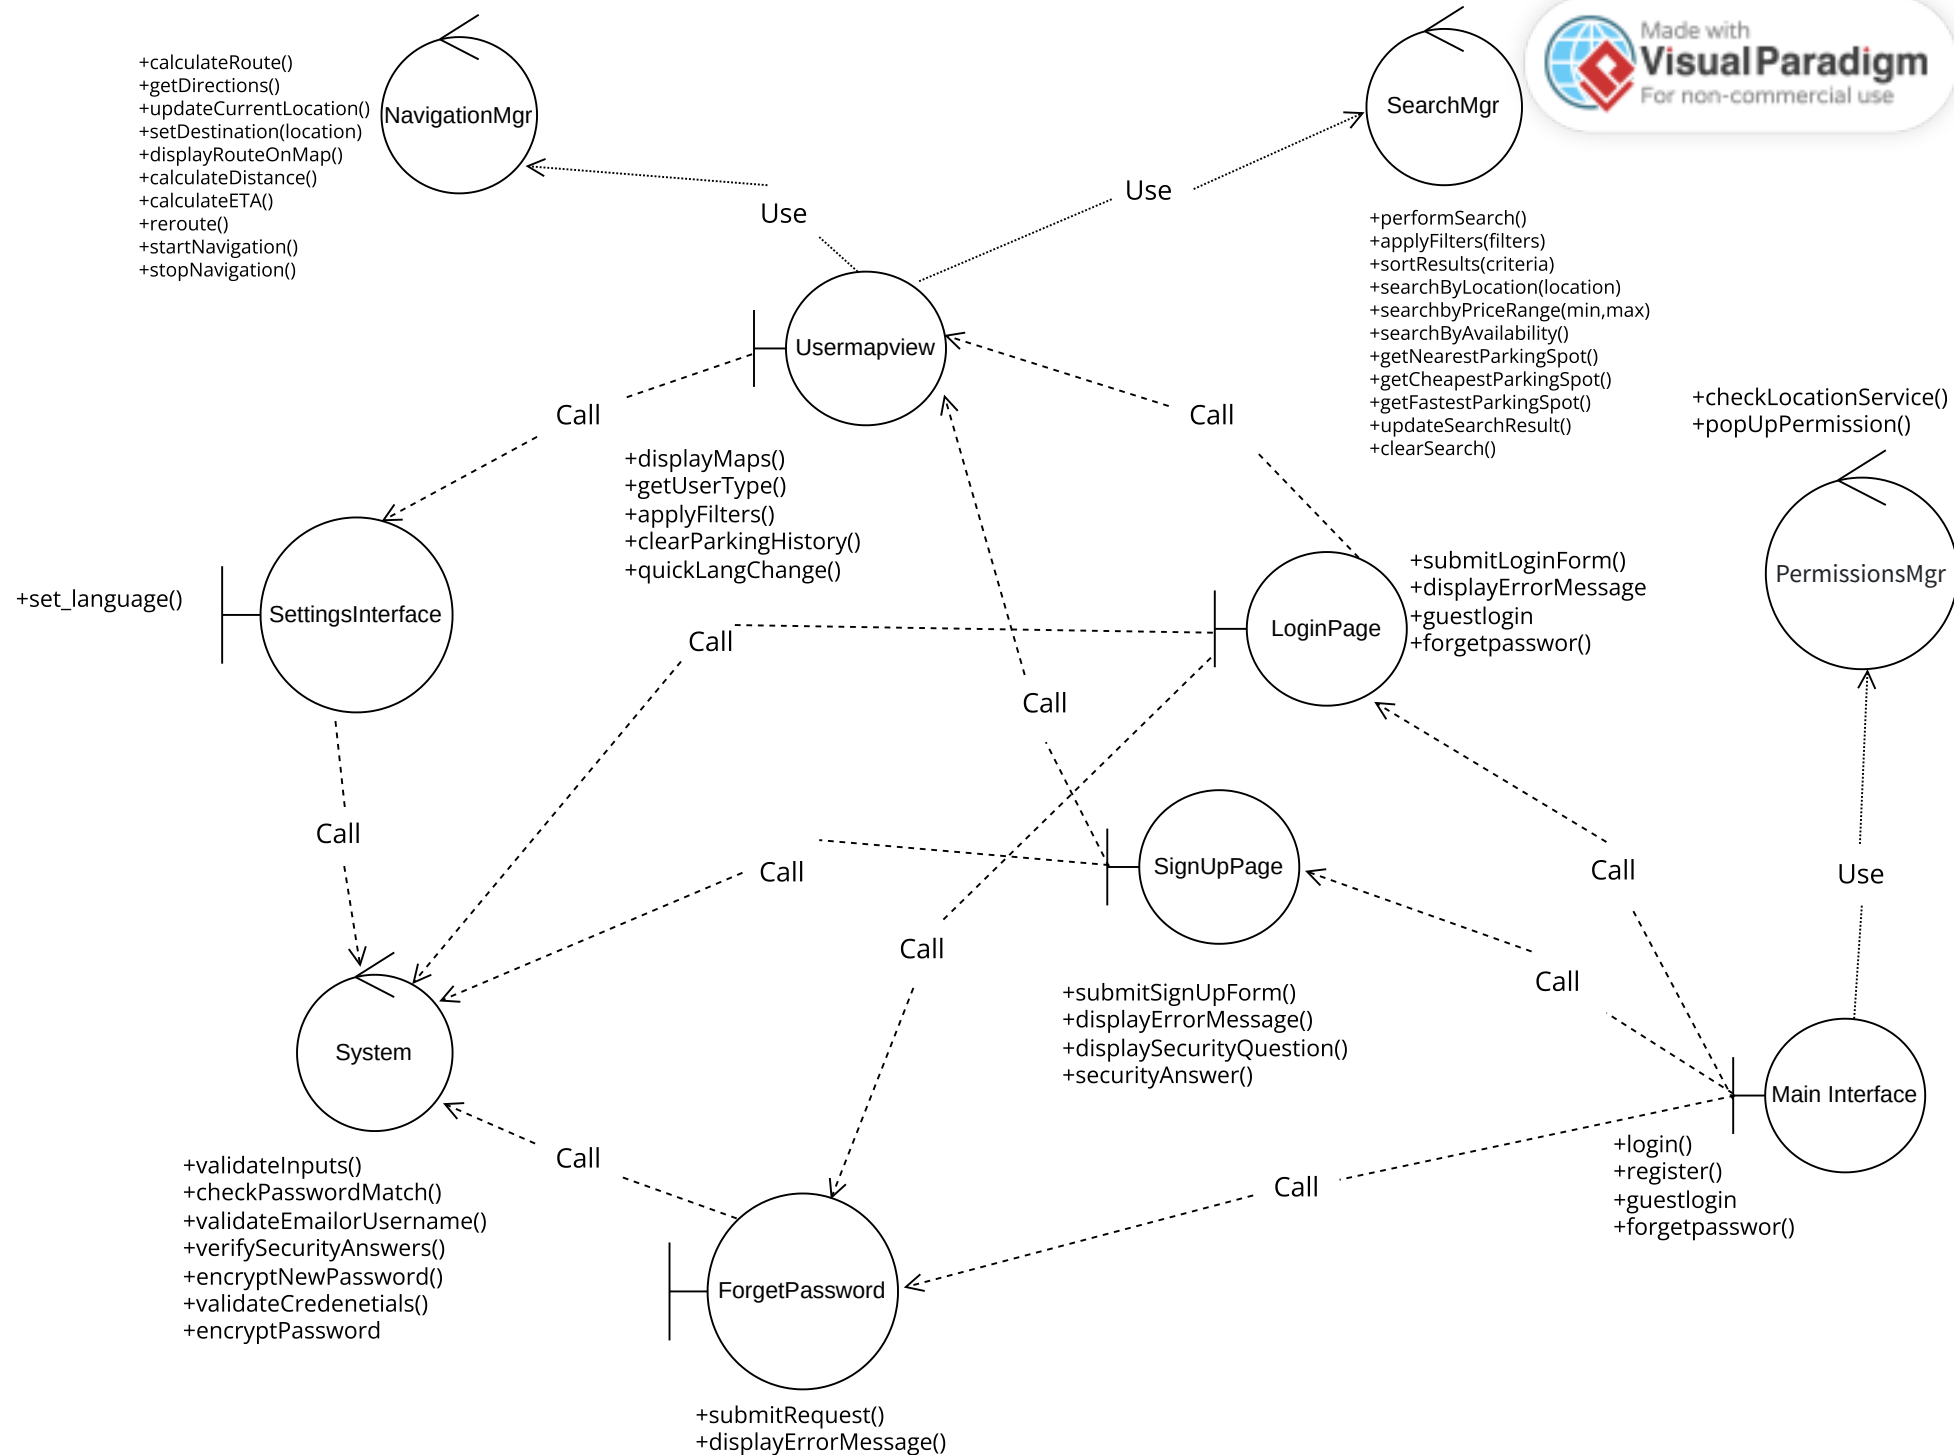 Made with
Visual Paradigm
For non-commercial use
+calculateRoute()
+getDirections()
+updateCurrentLocation()
+setDestination(location)
+displayRouteOnMap()
+calculateDistance()
+calculateETA()
+reroute()
+startNavigation()
+stopNavigation()
NavigationMgr
SearchMgr
Use
Use
+performSearch()
+applyFilters(filters)
+sortResults(criteria)
+searchByLocation(location)
+searchbyPriceRange(min,max)
+searchByAvailability()
+getNearestParkingSpot()
+getCheapestParkingSpot()
+getFastestParkingSpot()
+updateSearchResult()
+clearSearch()
Usermapview
Call
Call
+checkLocationService()
+popUpPermission()
+displayMaps()
+getUserType()
+applyFilters()
+clearParkingHistory()
+quickLangChange()
PermissionsMgr
+set_language()
SettingsInterface
Call
LoginPage
+submitLoginForm()
+displayErrorMessage
+guestlogin
+forgetpasswor()
Call
Call
Call
SignUpPage
Call
Use
Call
Call
+submitSignUpForm()
+displayErrorMessage()
+displaySecurityQuestion()
+securityAnswer()
System
Main Interface
+login()
+register()
+guestlogin
+forgetpasswor()
Call
Call
+validateInputs()
+checkPasswordMatch()
+validateEmailorUsername()
+verifySecurityAnswers()
+encryptNewPassword()
+validateCredenetials()
+encryptPassword
ForgetPassword
+submitRequest()
+displayErrorMessage()